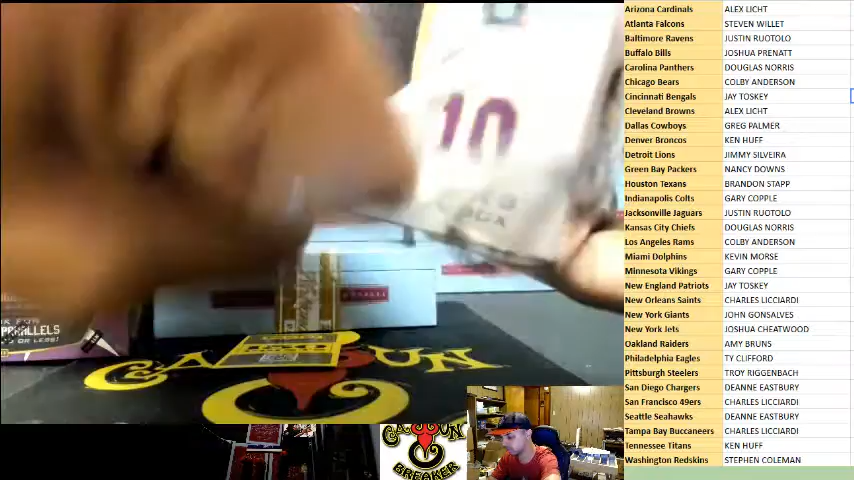 10
PARALLELS
OR LESS!
CAJUN
CAJUN
BREAKER
Arizona Cardinals ALEX LICHT
Atlanta Falcons STEVEN WILLET
Baltimore Ravens JUSTIN RUOTOLO
Buffalo Bills JOSHUA PRENATT
Carolina Panthers DOUGLAS NORRIS
Chicago Bears COLBY ANDERSON
Cincinnati Bengals JAY TOSKEY
Cleveland Browns ALEX LICHT
Dallas Cowboys GREG PALMER
Denver Broncos KEN HUFF
Detroit Lions JIMMY SILVEIRA
Green Bay Packers NANCY DOWNS
Houston Texans BRANDON STAPP
Indianapolis Colts GARY COPPLE
Jacksonville Jaguars JUSTIN RUOTOLO
Kansas City Chiefs DOUGLAS NORRIS
Los Angeles Rams COLBY ANDERSON
Miami Dolphins KEVIN MORSE
Minnesota Vikings GARY COPPLE
New England Patriots JAY TOSKEY
New Orleans Saints CHARLES LICCIARDI
New York Giants JOHN GONSALVES
New York Jets JOSHUA CHEATWOOD
Oakland Raiders AMY BRUNS
Philadelphia Eagles TY CLIFFORD
Pittsburgh Steelers TROY RIGGENBACH
San Diego Chargers DEANNE EASTBURY
San Francisco 49ers CHARLES LICCIARDI
Seattle Seahawks DEANNE EASTBURY
Tampa Bay Buccaneers CHARLES LICCIARDI
Tennessee Titans KEN HUFF
Washington Redskins STEPHEN COLEMAN